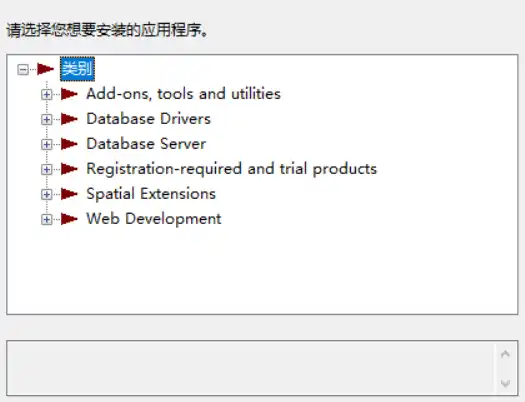 请选择您想要安装的应用程序。
类别
Add-ons, tools and utilities
Database Drivers
Database Server
Registration-required and trial products
Spatial Extensions
Web Development